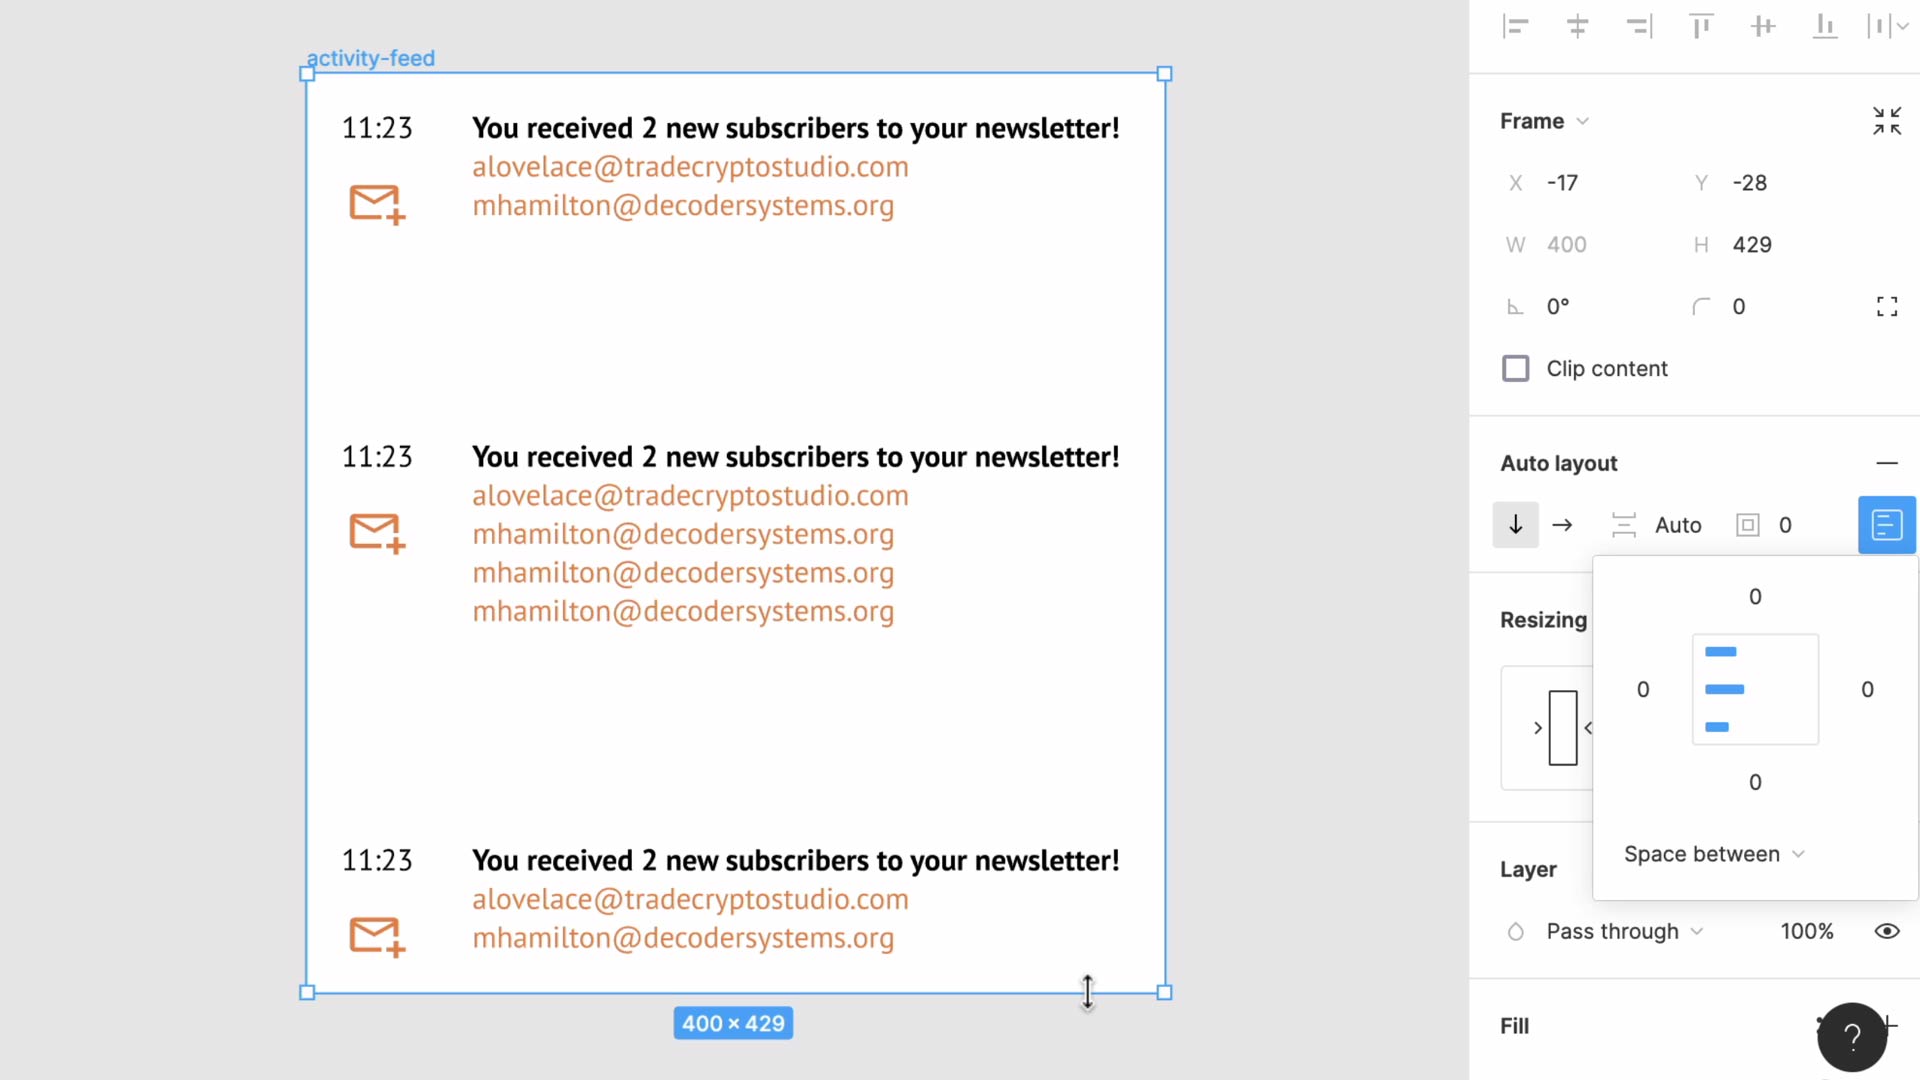 activity-feed
11:23 You received 2 new subscribers to your newsletter!
alovelace@tradecryptostudio.com
mhamilton@decodersystems.org
11:23 You received 2 new subscribers to your newsletter!
alovelace@tradecryptostudio.com
mhamilton@decodersystems.org
mhamilton@decodersystems.org
mhamilton@decodersystems.org
11:23 You received 2 new subscribers to your newsletter!
alovelace@tradecryptostudio.com
mhamilton@decodersystems.org
400 × 429
Frame
X -17 Y -28
W 400 H 429
0° 0
Clip content
Auto layout
Auto 0
0
Resizing
0 0
0
Space between
Layer
Pass through 100%
Fill
?